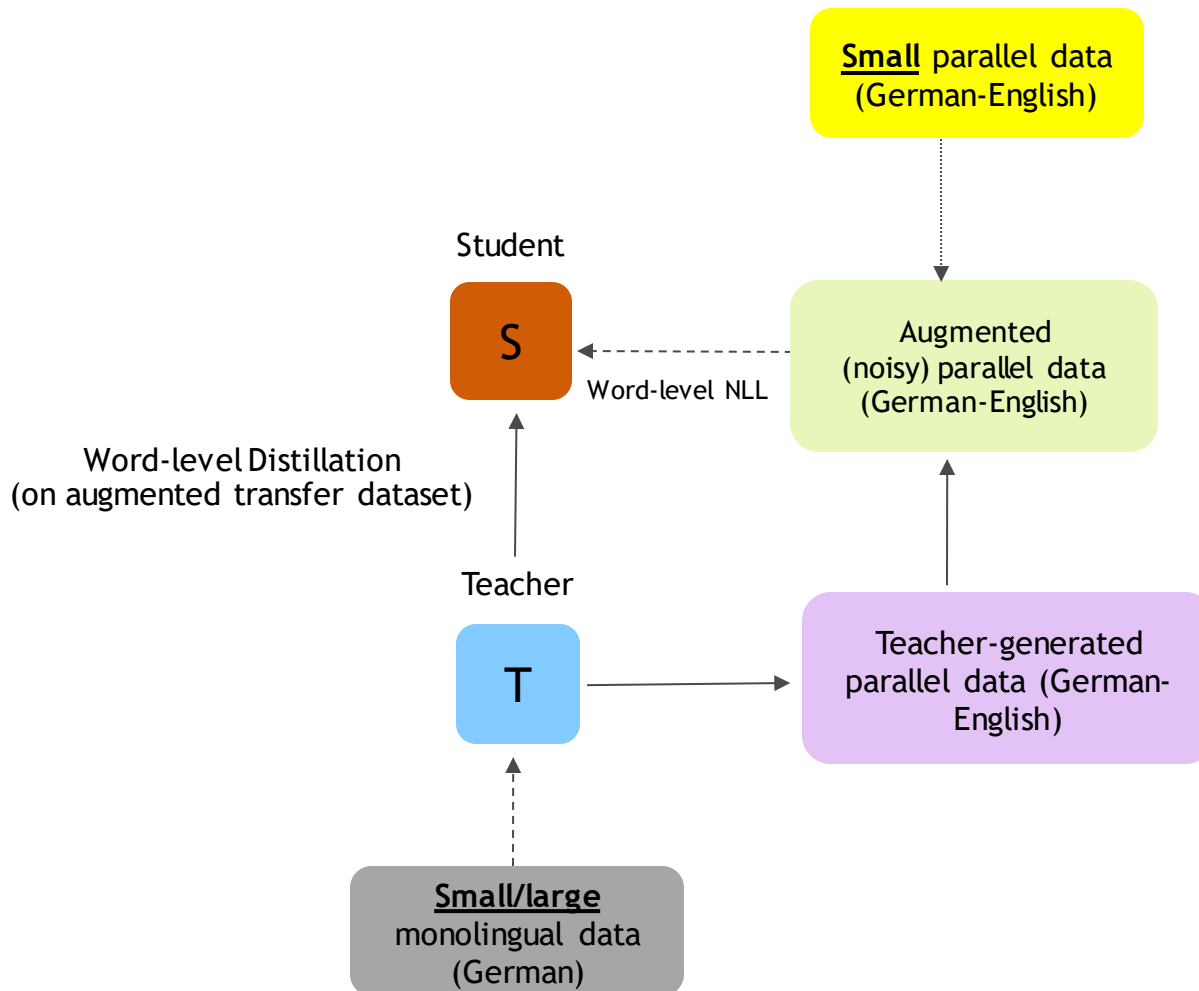 Small parallel data
(German-English)
Student
S
Augmented
(noisy) parallel data
(German-English)
Word-level NLL
Word-level Distillation
(on augmented transfer dataset)
Teacher
T
Teacher-generated
parallel data (German-
English)
Small/large
monolingual data
(German)